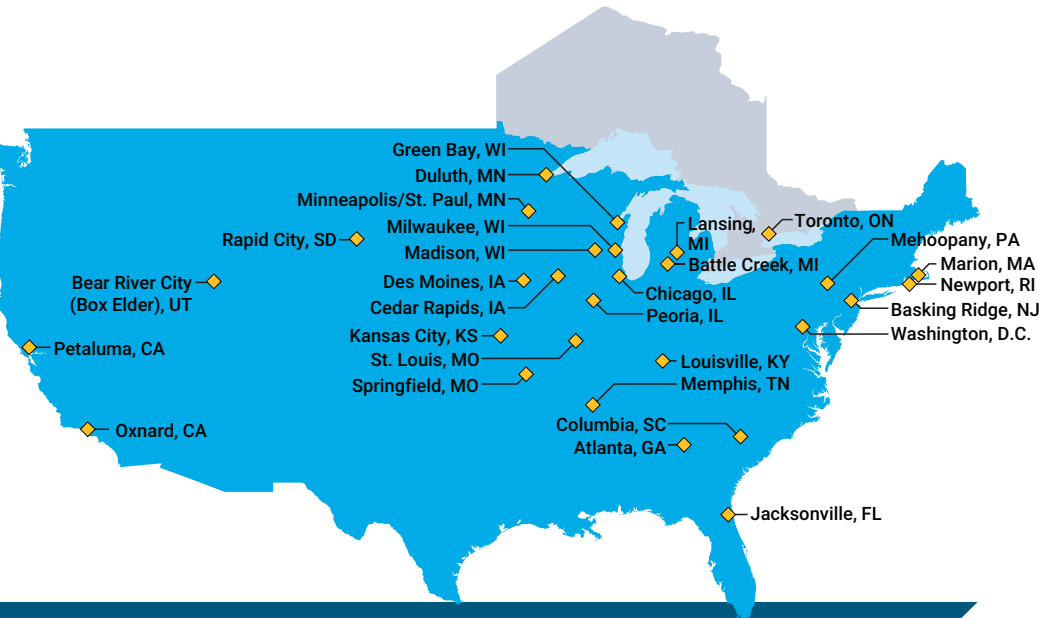 Green Bay, WI
Duluth, MN
Minneapolis/St. Paul, MN
Milwaukee, WI
Rapid City, SD
Madison, WI
Bear River City
(Box Elder), UT
Des Moines, IA
Cedar Rapids, IA
Kansas City, KS
St. Louis, MO
Springfield, MO
Petaluma, CA
Oxnard, CA
Lansing,
MI
Battle Creek, MI
Chicago, IL
Peoria, IL
Louisville, KY
Memphis, TN
Columbia, SC
Atlanta, GA
Jacksonville, FL
Toronto, ON
Mehoopany, PA
Marion, MA
Newport, RI
Basking Ridge, NJ
Washington, D.C.